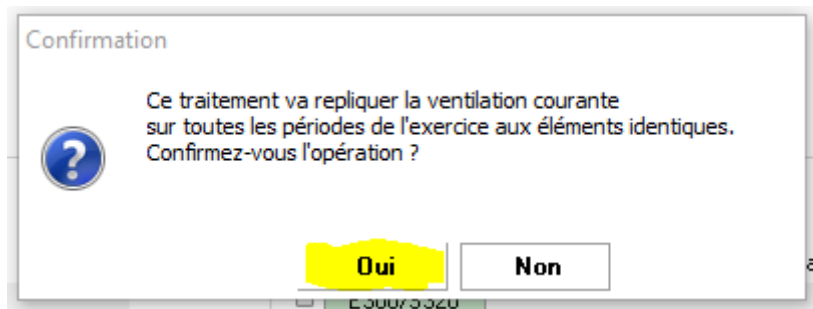 Confirmation
Ce traitement va repliquer la ventilation courante
sur toutes les périodes de l'exercice aux éléments identiques.
Confirmez-vous l'opération ?
Oui
Non